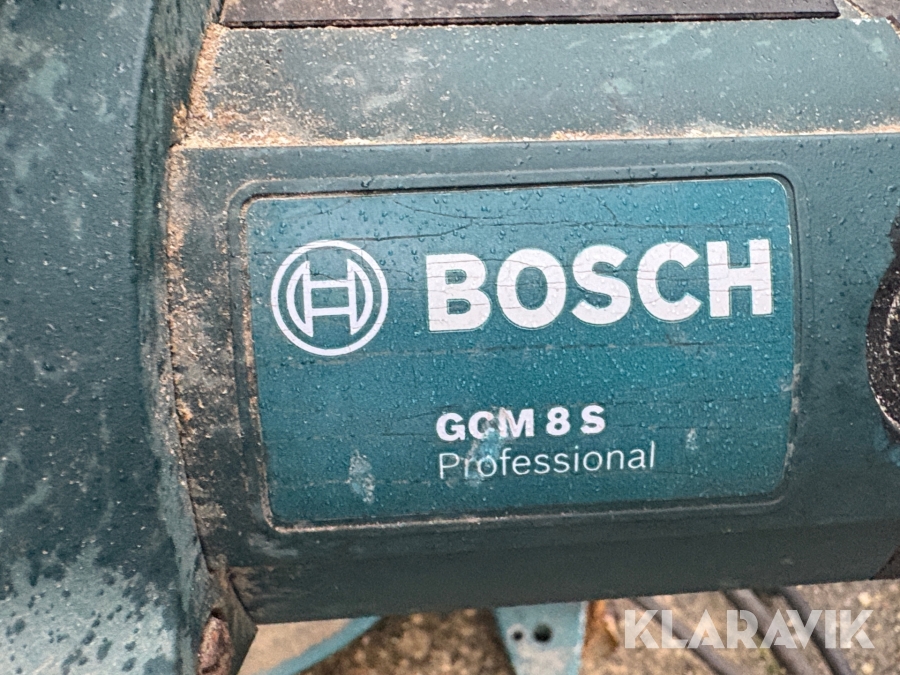 BOSCH
GCM 8 S
Professional
KLARAVIK